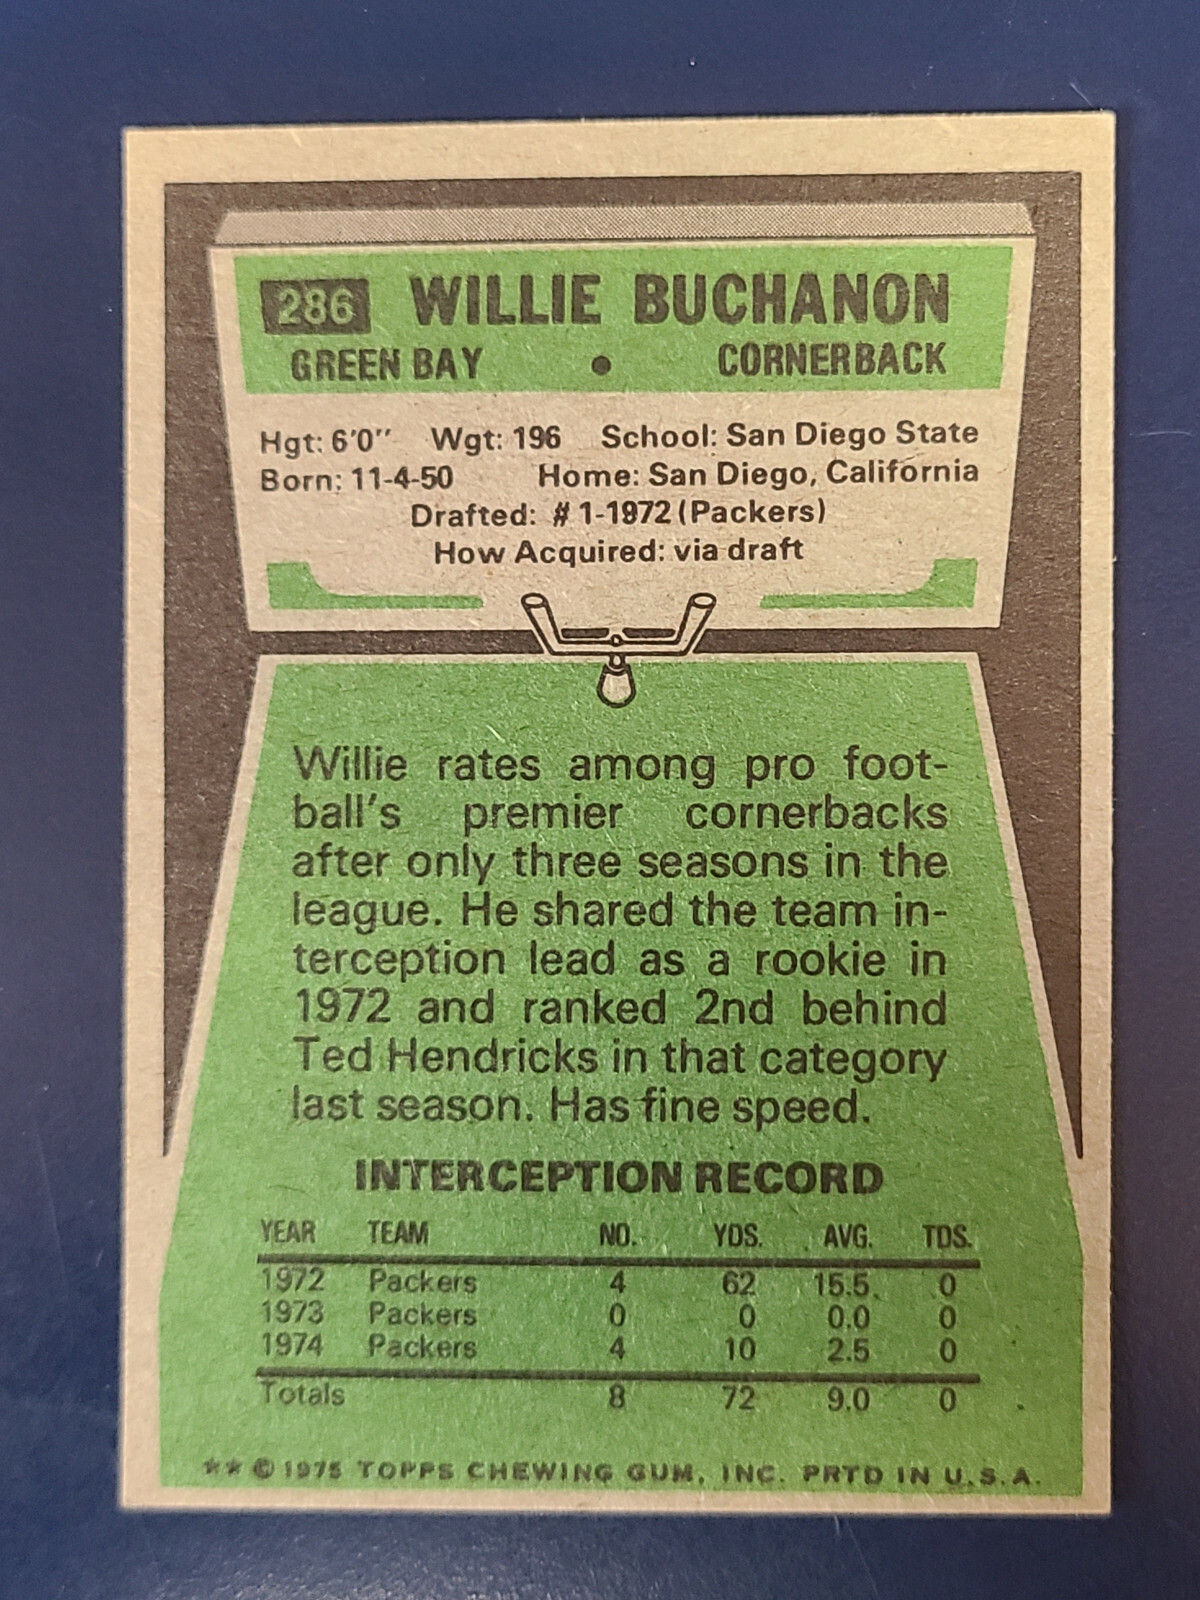 286 WILLIE BUCHANON
GREEN BAY • CORNERBACK
Hgt: 6'0" Wgt: 196 School: San Diego State
Born: 11-4-50 Home: San Diego, California
Drafted: #1-1972 (Packers)
How Acquired: via draft
Willie rates among pro foot-
ball's premier cornerbacks
after only three seasons in the
league. He shared the team in-
terception lead as a rookie in
1972 and ranked 2nd behind
Ted Hendricks in that category
last season. Has fine speed.
INTERCEPTION RECORD
YEAR TEAM NO. YDS. AVG. TDS.
1972 Packers 4 62 15.5 0
1973 Packers 0 0 0.0 0
1974 Packers 4 10 2.5 0
Totals 8 72 9.0 0
** © 1975 TOPPS CHEWING GUM, INC. PRTD IN U.S.A.